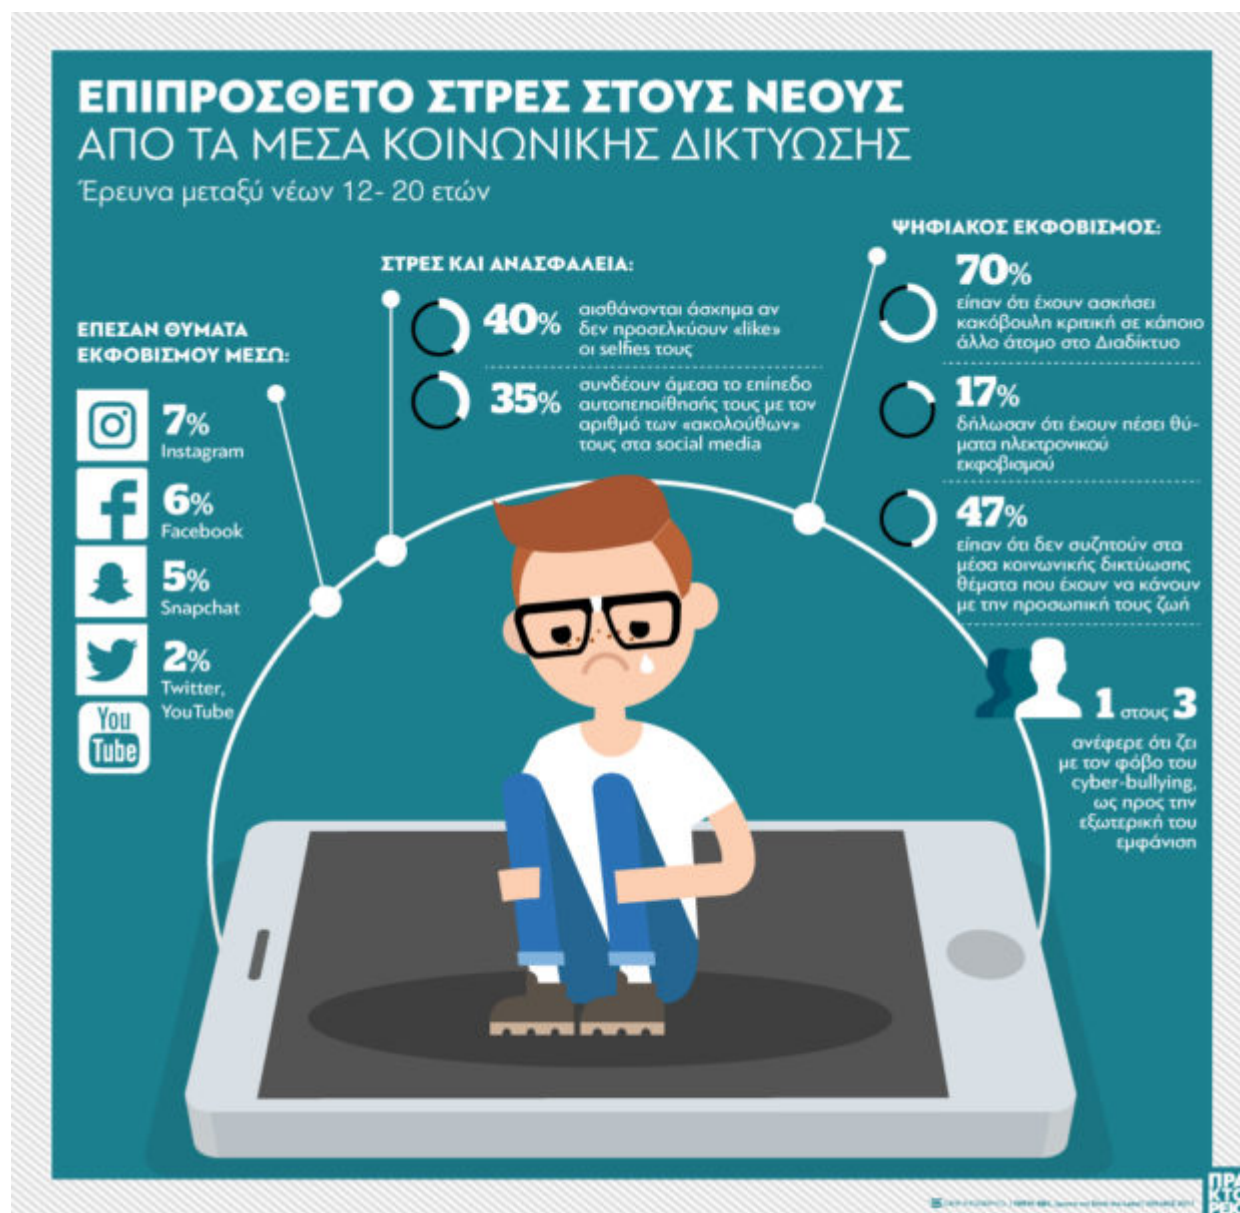 ΕΠΙΠΡΟΣΘΕΤΟ ΣΤΡΕΣ ΣΤΟΥΣ ΝΕΟΥΣ
ΑΠΟ ΤΑ ΜΕΣΑ ΚΟΙΝΩΝΙΚΗΣ ΔΙΚΤΥΩΣΗΣ
Έρευνα μεταξύ νέων 12- 20 ετών
ΕΠΕΣΑΝ ΘΥΜΑΤΑ
ΕΚΦΟΒΙΣΜΟΥ ΜΕΣΩ:
7%
Instagram
6%
Facebook
5%
Snapchat
2%
Twitter,
YouTube
You
Tube
ΣΤΡΕΣ ΚΑΙ ΑΝΑΣΦΑΛΕΙΑ:
40%
αισθάνονται άσχημα αν
δεν προσελκύουν «like»
οι selfies τους
35%
συνδέουν άμεσα το επίπεδο
αυτοπεποίθησής τους με τον
αριθμό των «ακολούθων»
τους στα social media
ΨΗΦΙΑΚΟΣ ΕΚΦΟΒΙΣΜΟΣ:
70%
είπαν ότι έχουν ασκήσει
κακόβουλη κριτική σε κάποιο
άλλο άτομο στο Διαδίκτυο
17%
δήλωσαν ότι έχουν πέσει θύ-
ματα ηλεκτρονικού
εκφοβισμού
47%
είπαν ότι δεν συζητούν στα
μέσα κοινωνικής δικτύωσης
θέματα που έχουν να κάνουν
με την προσωπική τους ζωή
1 στους 3
ανέφερε ότι ζει
με τον φόβο του
cyber-bullying,
ως προς την
εξωτερική του
εμφάνιση
ΠΡΑ
ΚΤΟ
ΡΕΙΟ